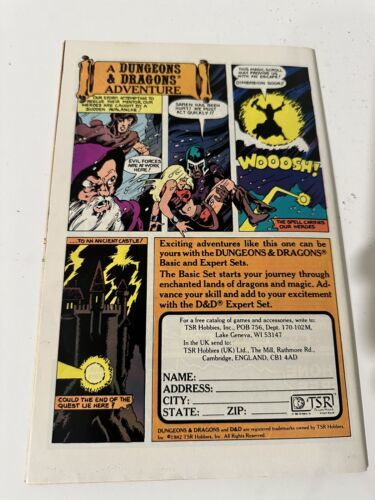 A DUNGEONS
& DRAGONS®
ADVENTURE
OUR STORY: ATTEMPTING TO
RESCUE THEIR MENTOR, OUR
HEROES ARE CAUGHT BY A
SUDDEN AVALANCHE!
EVIL FORCES
ARE AT WORK
HERE!
SAREN HAS BEEN
HURT! WE MUST
ACT QUICKLY!!
THIS MAGIC SCROLL
MAY PROVIDE US
WITH AN ESCAPE!
DIMENSION DOOR!
WOOOSH!
THE SPELL CARRIES
OUR HEROES
...TO AN ANCIENT CASTLE!
COULD THE END OF THE
QUEST LIE HERE?
Exciting adventures like this one can be
yours with the DUNGEONS & DRAGONS®
Basic and Expert Sets.
The Basic Set starts your journey through
enchanted lands of dragons and magic. Ad-
vance your skill and add to your excitement
with the D&D® Expert Set.
For a free catalog of games and accessories, write to:
TSR Hobbies, Inc., POB 756, Dept. 170-102M,
Lake Geneva, WI 53147
In the UK send to:
TSR Hobbies (UK) Ltd., The Mill, Rathmore Rd.,
Cambridge, ENGLAND, CB1 4AD
NAME:
ADDRESS:
CITY:
STATE: ZIP:
TSR
DUNGEONS & DRAGONS and D&D are registered trademarks owned by TSR Hobbies,
Inc. ©1982 TSR Hobbies, Inc. All Rights Reserved.